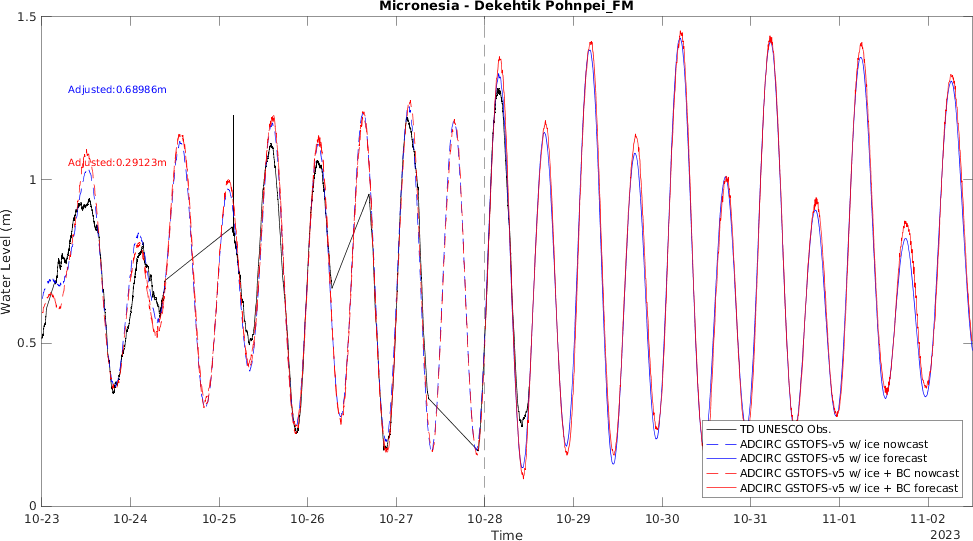 Micronesia - Dekehtik Pohnpei_FM
1.5
Adjusted:0.68986m
Adjusted:0.29123m
1
Water Level (m)
0.5
0
TD UNESCO Obs.
ADCIRC GSTOFS-v5 w/ ice nowcast
ADCIRC GSTOFS-v5 w/ ice forecast
ADCIRC GSTOFS-v5 w/ ice + BC nowcast
ADCIRC GSTOFS-v5 w/ ice + BC forecast
10-23 10-24 10-25 10-26 10-27 10-28 10-29 10-30 10-31 11-01 11-02
Time
2023